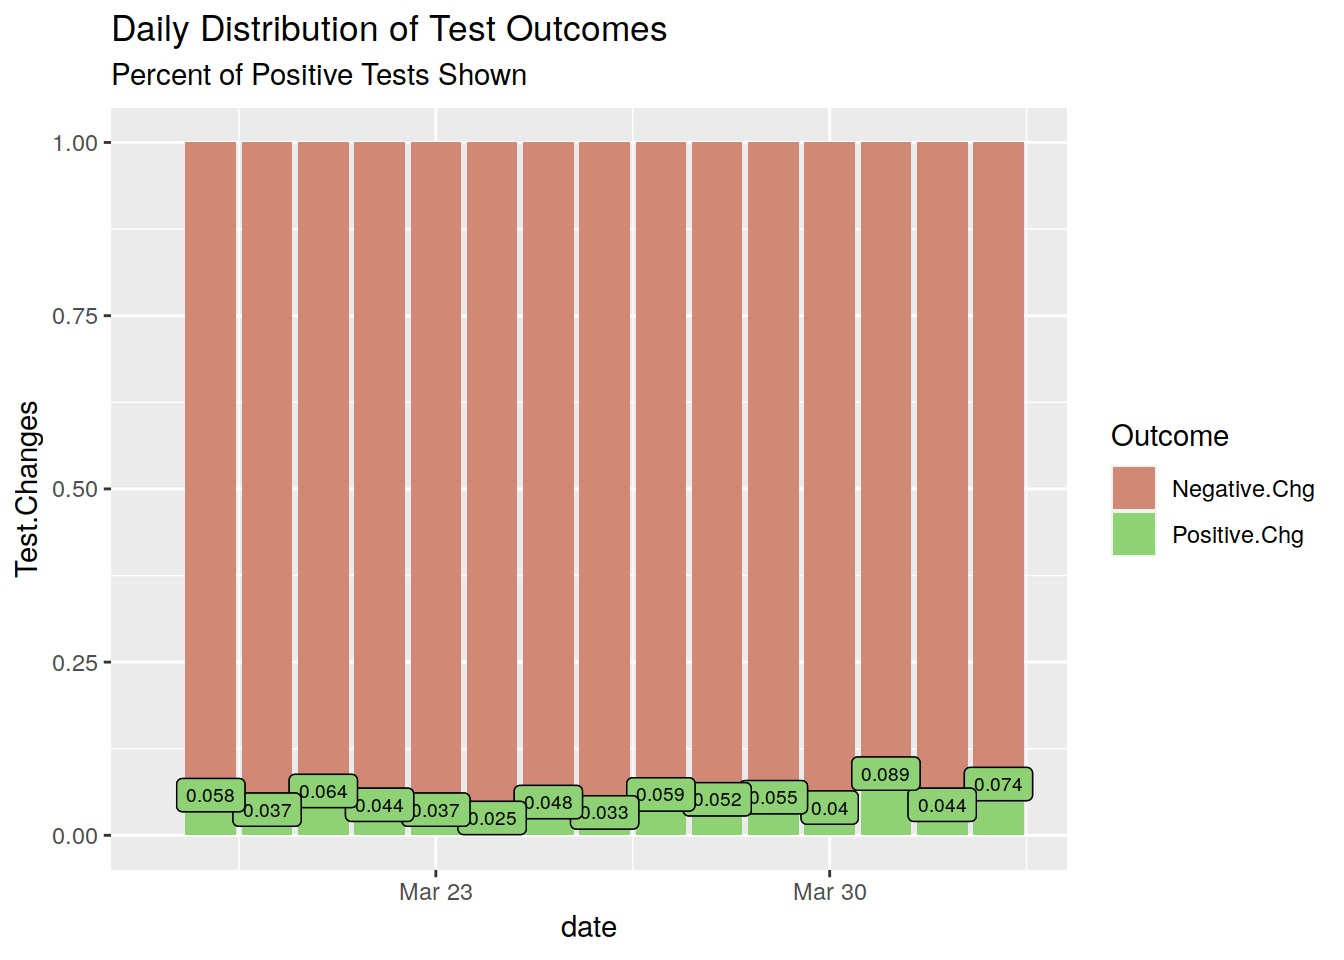 Daily Distribution of Test Outcomes
Percent of Positive Tests Shown
Test.Changes
1.00
0.75
0.50
0.25
0.00
0.058
0.037
0.064
0.044
0.037
0.025
0.048
0.033
0.059
0.052
0.055
0.04
0.089
0.044
0.074
Mar 23
Mar 30
date
Outcome
Negative.Chg
Positive.Chg